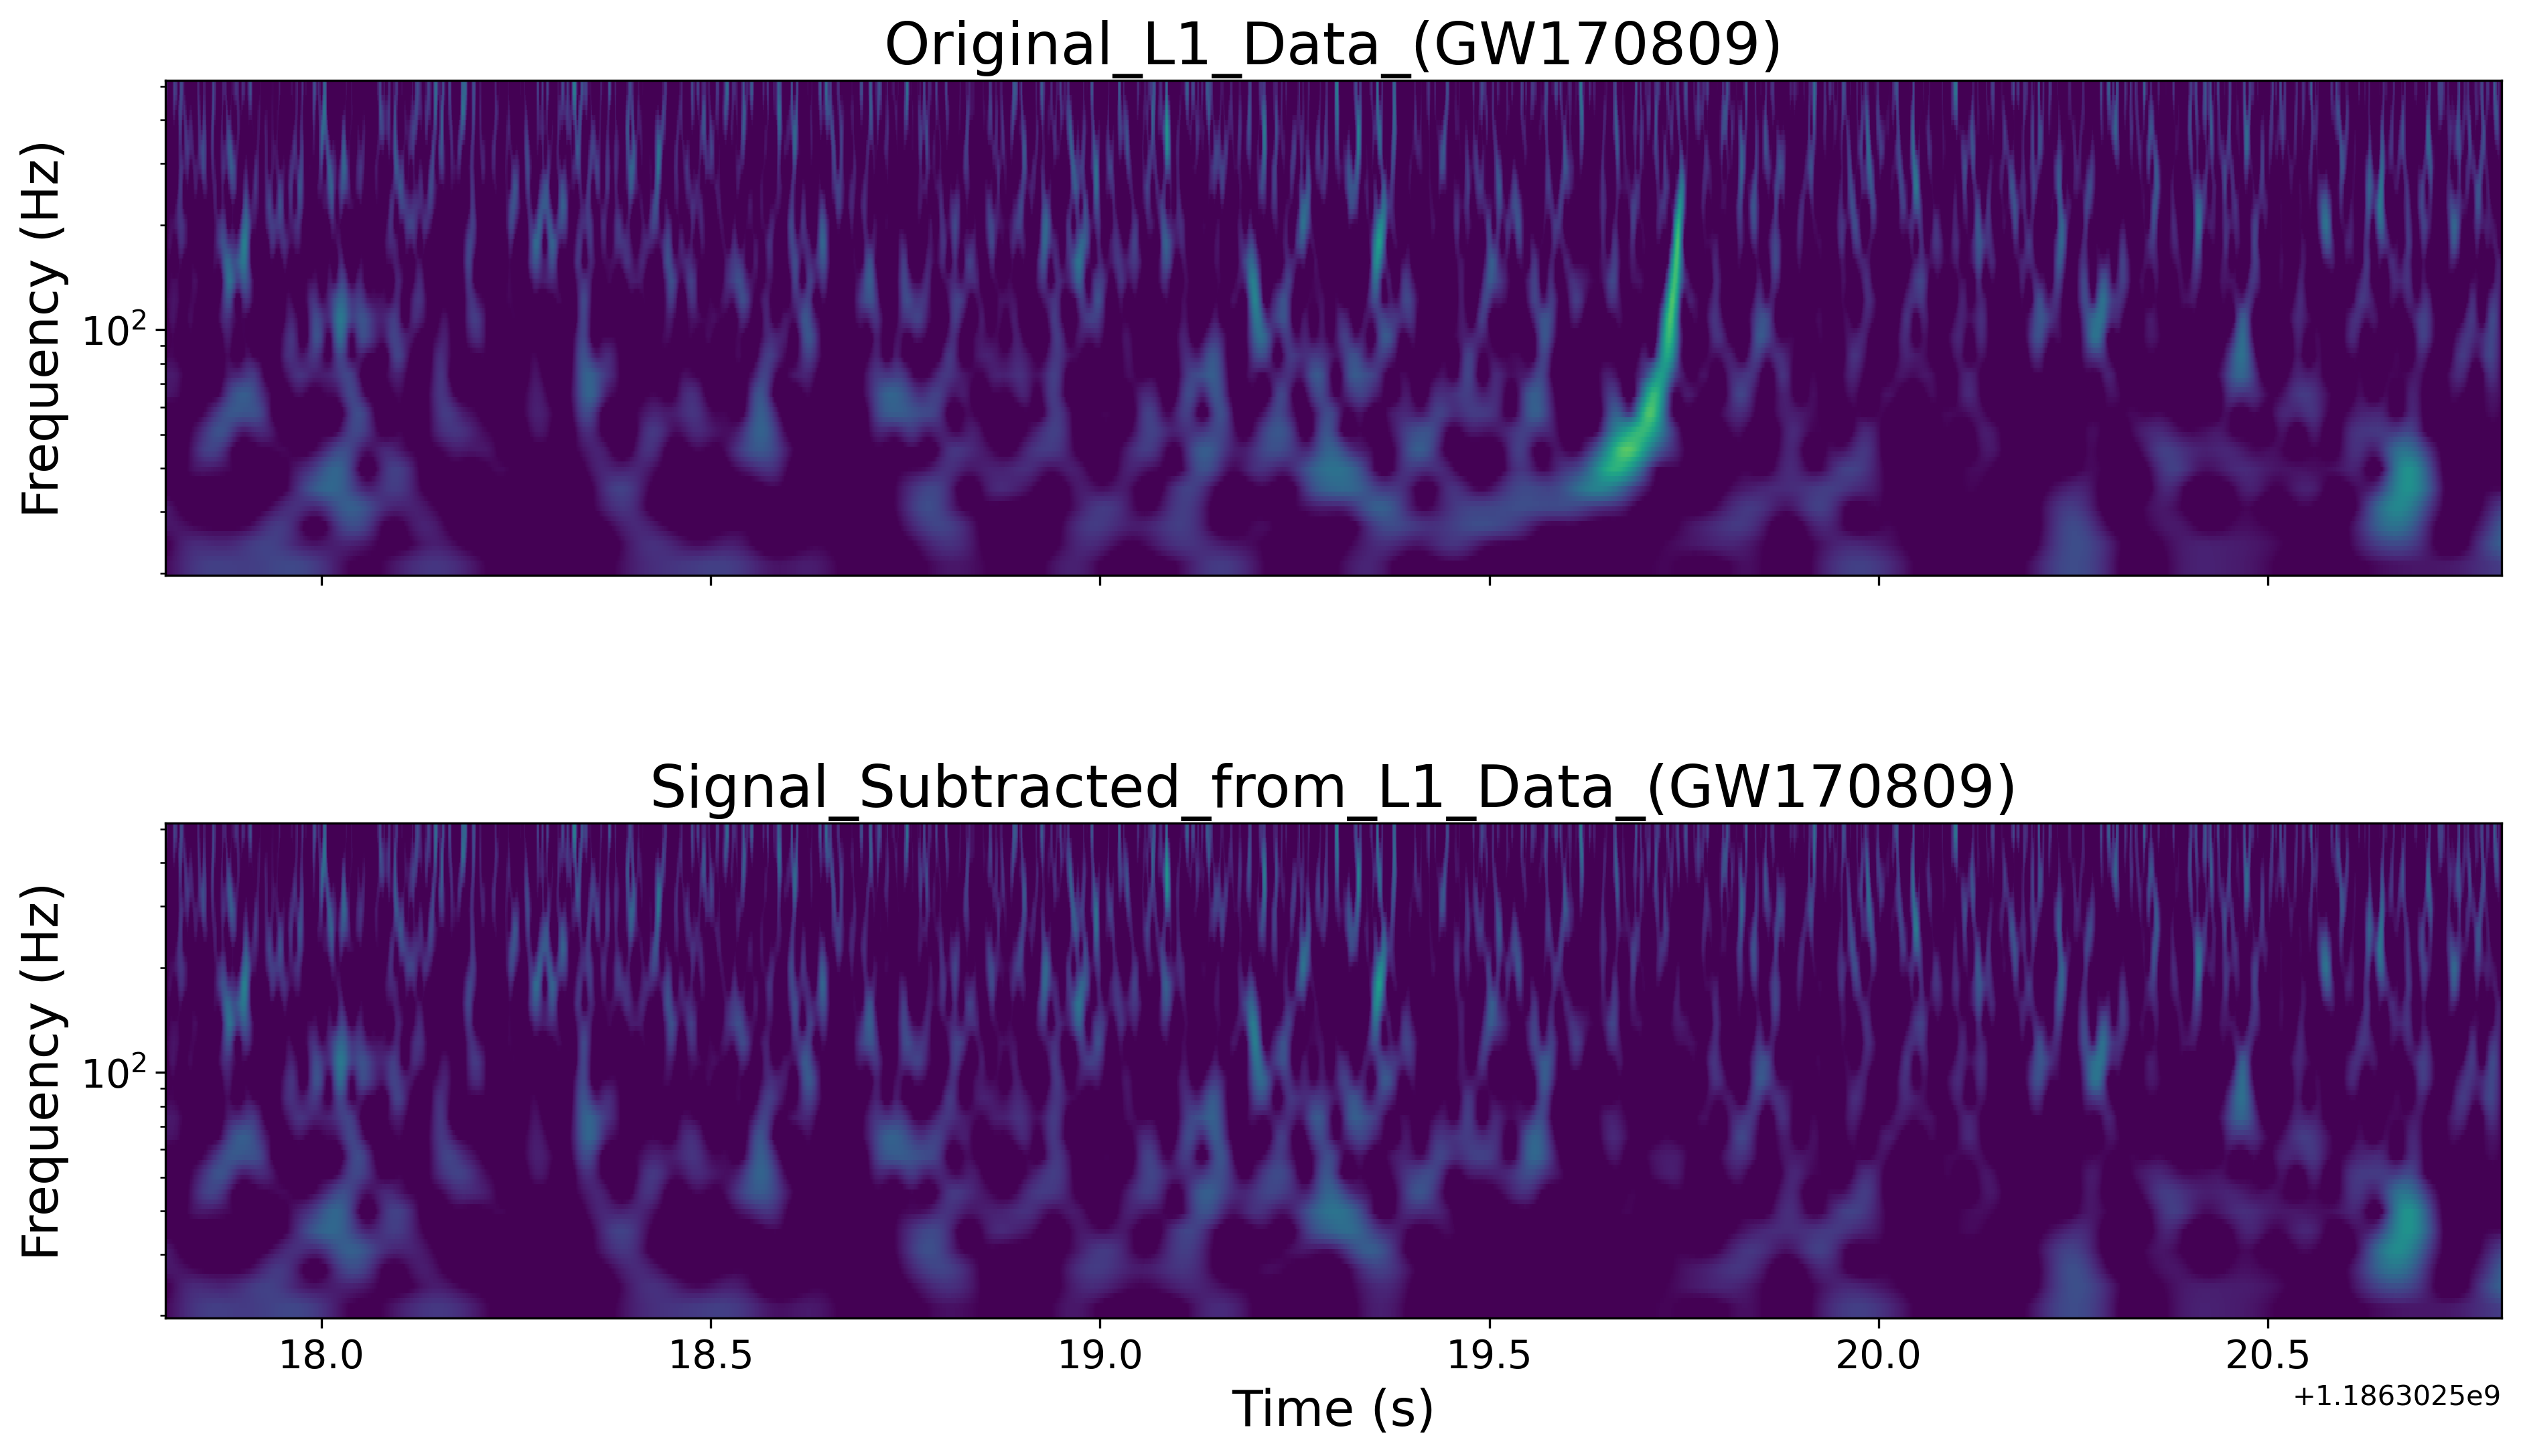 Original_L1_Data_(GW170809)
Frequency (Hz)
10²
Signal_Subtracted_from_L1_Data_(GW170809)
Frequency (Hz)
10²
18.0 18.5 19.0 19.5 20.0 20.5
Time (s)
+1.1863025e9